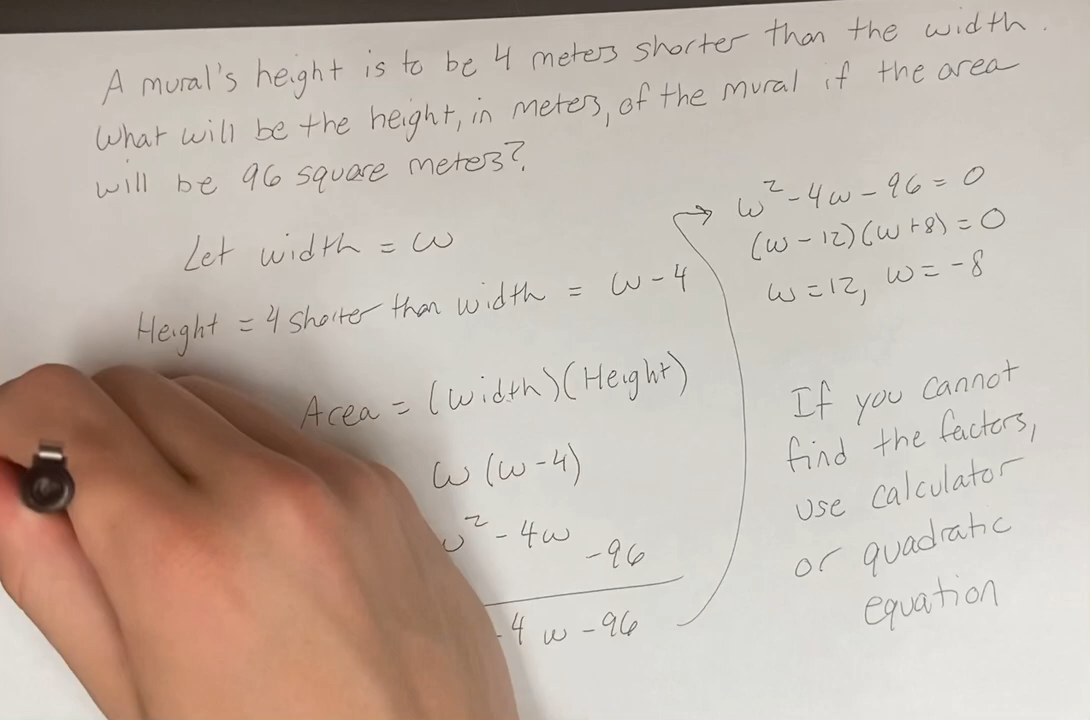 A mural's height is to be 4 meters shorter than the width.
What will be the height, in meters, of the mural if the area
will be 96 square meters?
Let width = w
Height = 4 shorter than width = w - 4
Area = (width)(Height)
w (w - 4)
w² - 4w
-96
- 4 w - 96
w² - 4w - 96 = 0
(w - 12)(w + 8) = 0
w = 12, w = -8
If you cannot
find the factors,
use calculator
or quadratic
equation